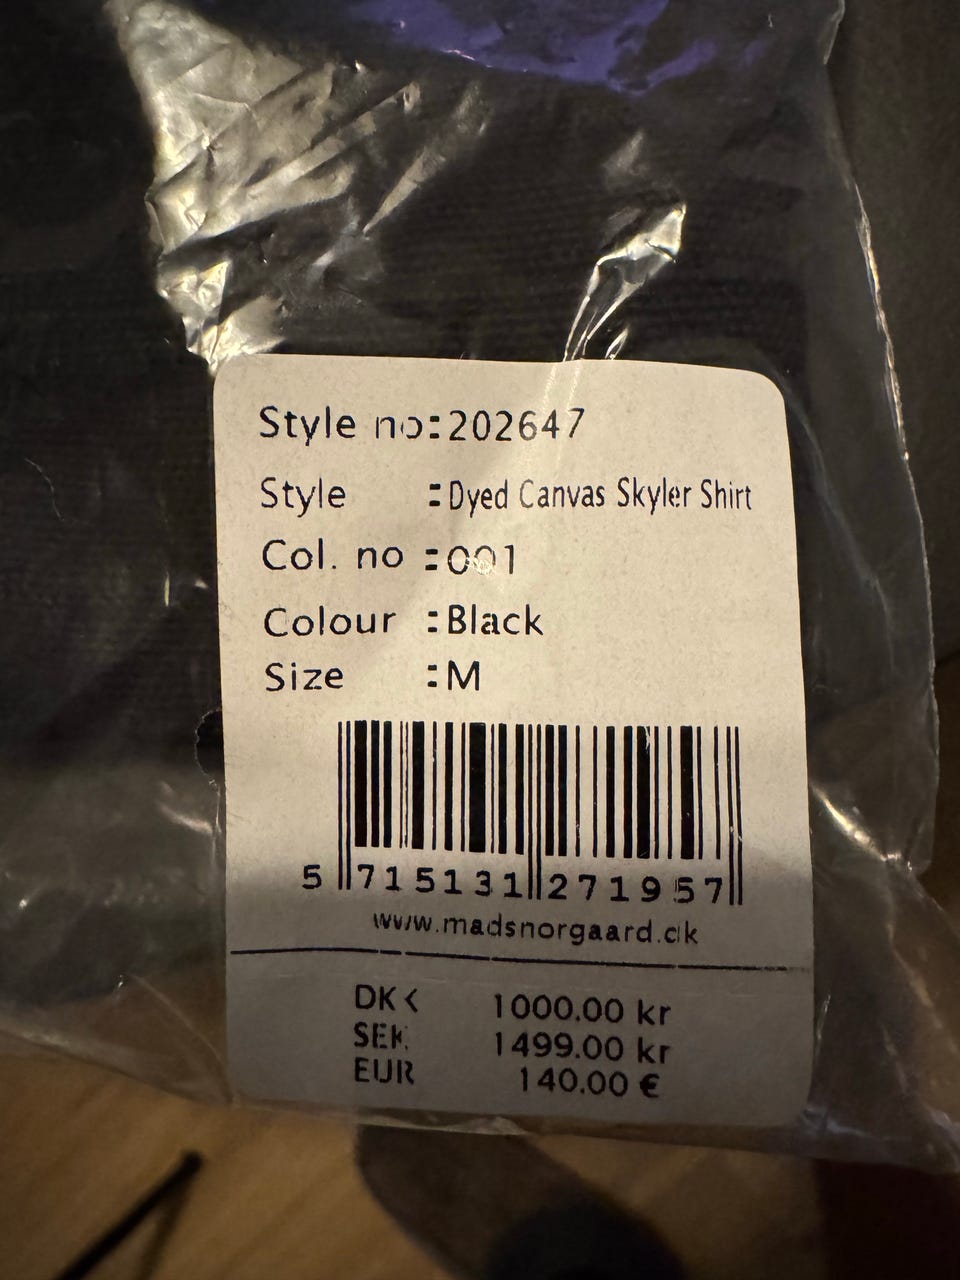 Style no:202647
Style :Dyed Canvas Skyler Shirt
Col. no :001
Colour :Black
Size :M
5 715131 271957
www.madsnorgaard.dk
DKK 1000.00 kr
SEK 1499.00 kr
EUR 140.00 €